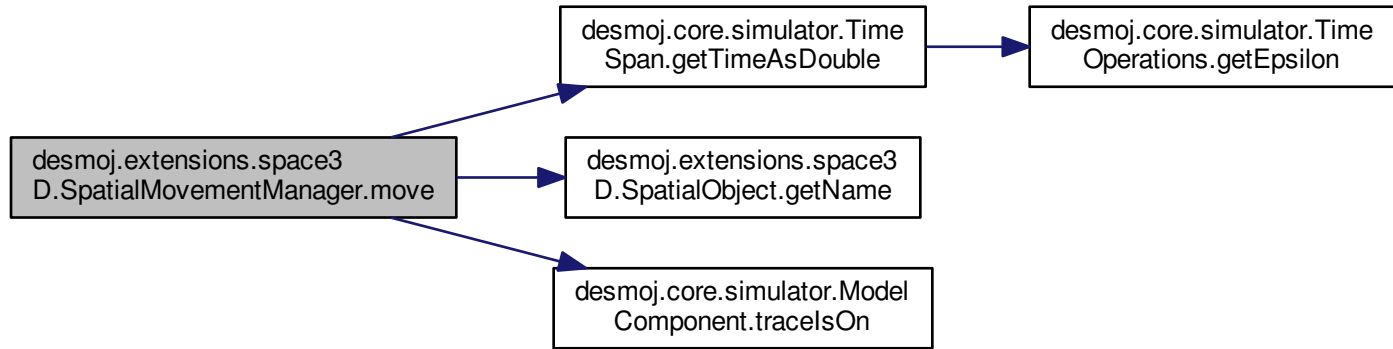 desmoj.core.simulator.Time
Span.getTimeAsDouble
desmoj.core.simulator.Time
Operations.getEpsilon
desmoj.extensions.space3
D.SpatialMovementManager.move
desmoj.extensions.space3
D.SpatialObject.getName
desmoj.core.simulator.Model
Component.traceIsOn